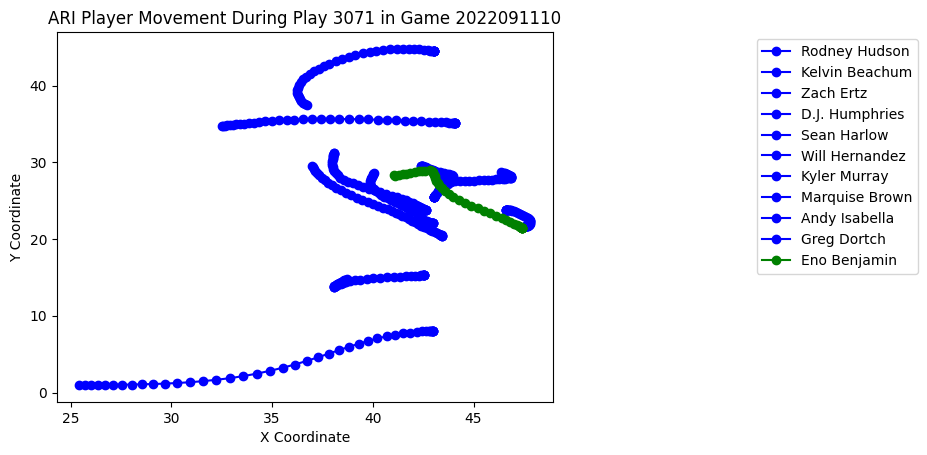 ARI Player Movement During Play 3071 in Game 2022091110
Rodney Hudson
Kelvin Beachum
Zach Ertz
D.J. Humphries
Sean Harlow
Will Hernandez
Kyler Murray
Marquise Brown
Andy Isabella
Greg Dortch
Eno Benjamin
Y Coordinate
40
30
20
10
0
25
30
35
40
45
X Coordinate